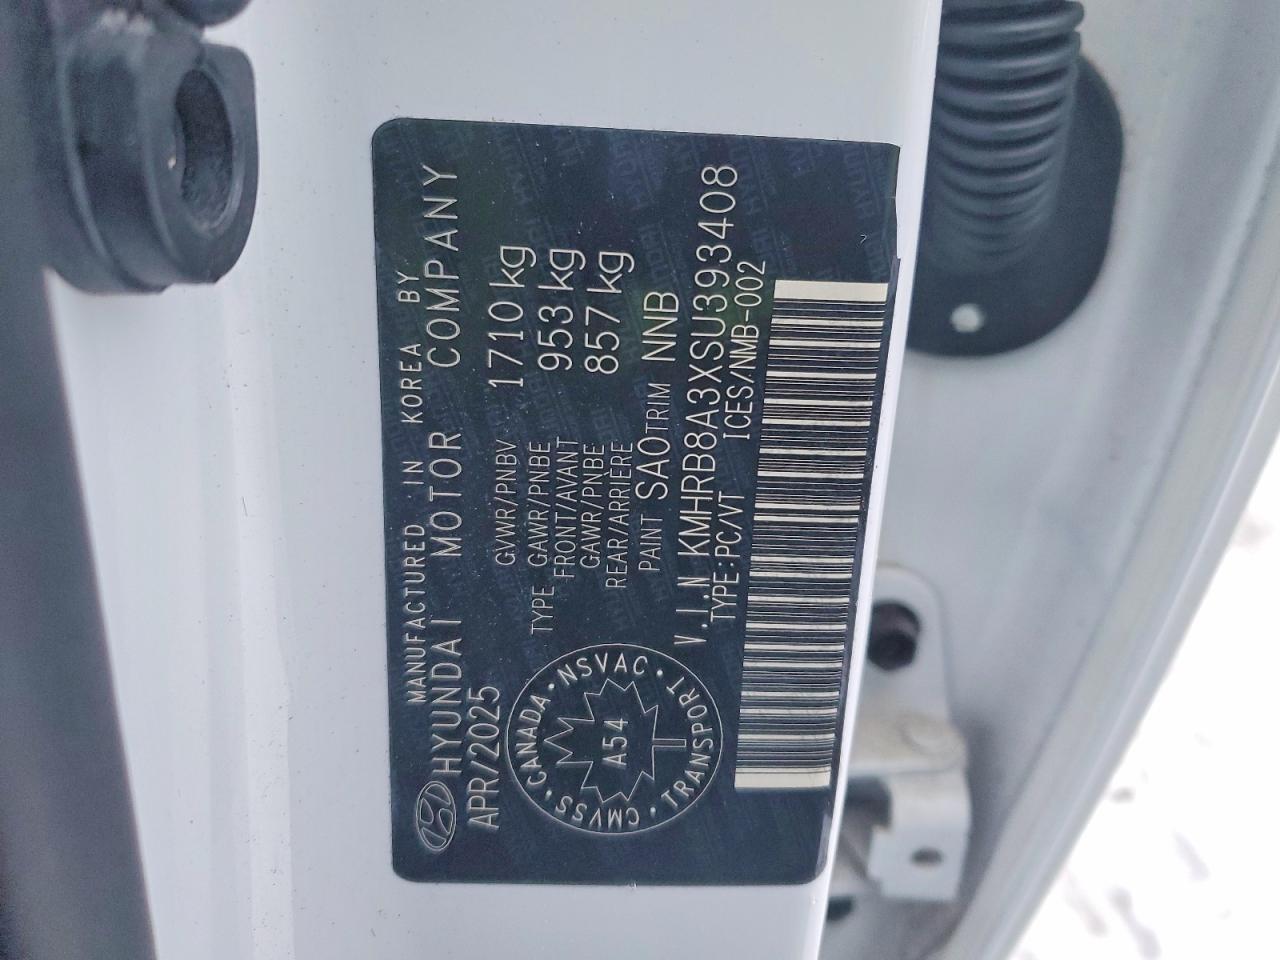 MANUFACTURED IN KOREA BY
HYUNDAI MOTOR COMPANY
APR/2025
GVWR/PNBV 1710 kg
TYPE GAWR/PNBE FRONT/AVANT 953 kg
GAWR/PNBE REAR/ARRIÈRE 857 kg
PAINT SAO TRIM NNB
V.I.N KMHRB8A3XSU393408
TYPE:PC/VT ICES/NMB-002
CANADA • NSVAC • TRANSPORT • CMVSS •
A54